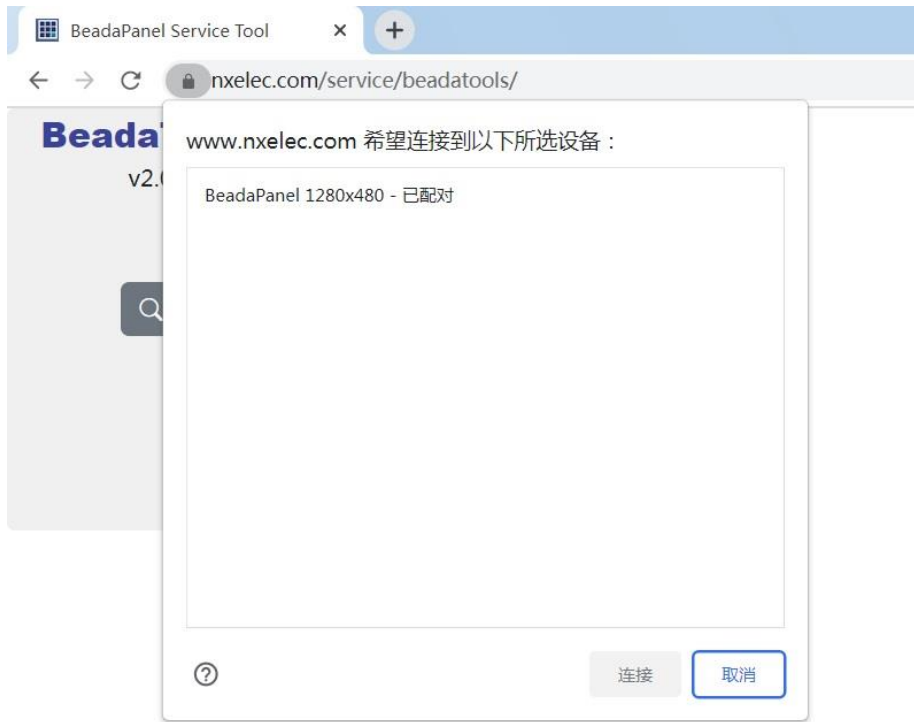 BeadaPanel Service Tool
nxelec.com/service/beadatools/
Beada
v2.
www.nxelec.com 希望连接到以下所选设备：
BeadaPanel 1280x480 - 已配对
连接 取消